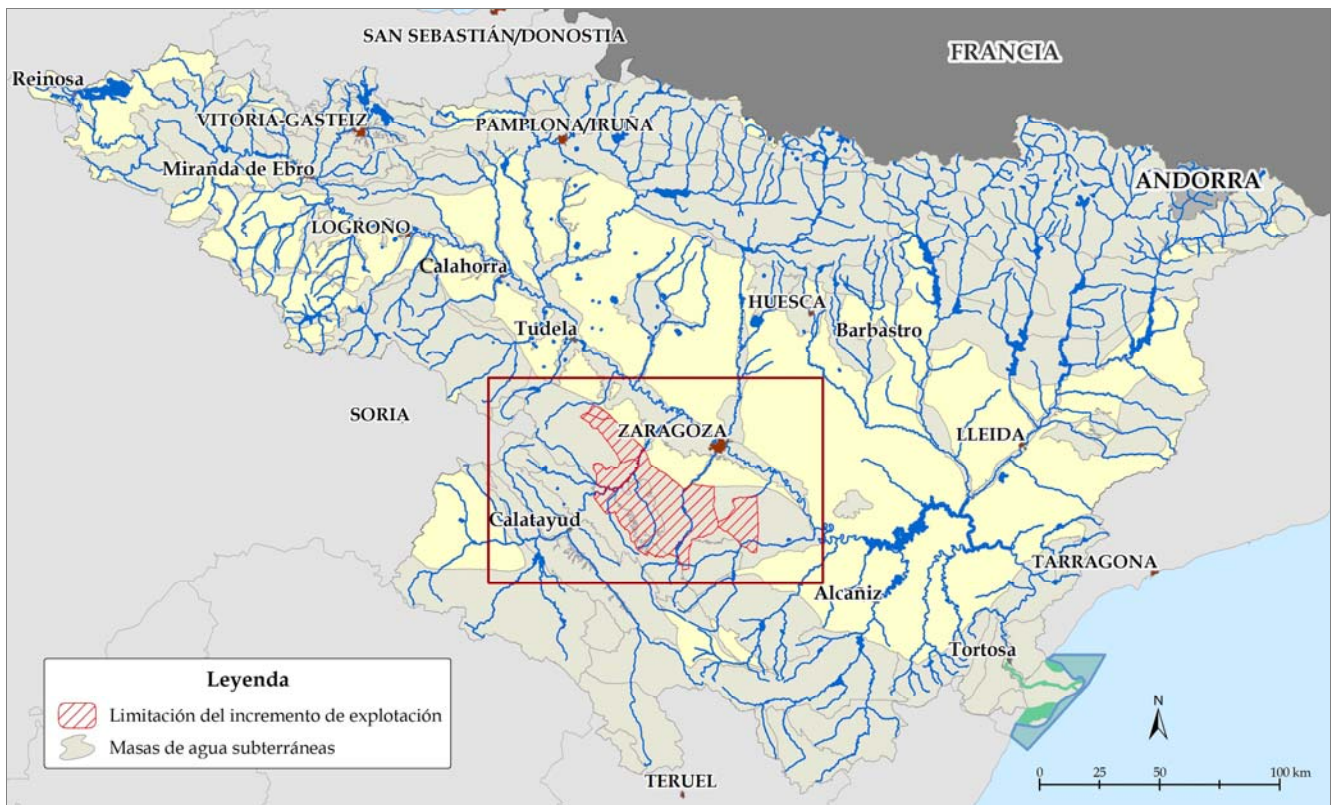 SAN SEBASTIÁN/DONOSTIA
FRANCIA
Reinosa
VITORIA-GASTEIZ
PAMPLONA/IRUÑA
Miranda de Ebro
ANDORRA
LOGROÑO
Calahorra
HUESCA
Tudela
Barbastro
SORIA
ZARAGOZA
LLEIDA
Calatayud
TARRAGONA
Alcañiz
Tortosa
Leyenda
Limitación del incremento de explotación
Masas de agua subterráneas
N
TERUEL
0 25 50 100 km